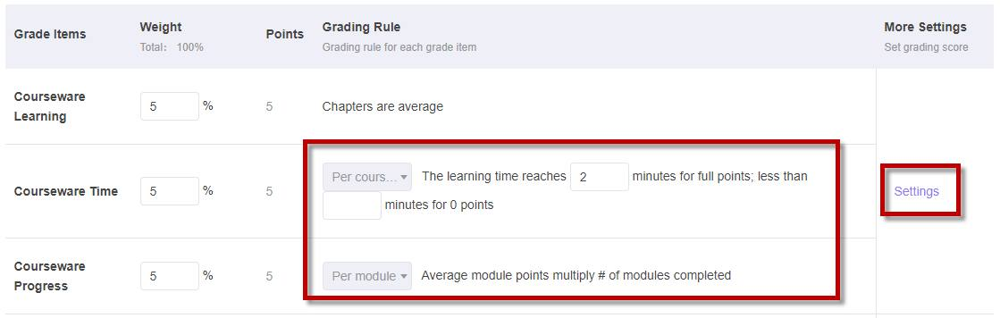 Grade Items
Weight
Total: 100%
Points
Grading Rule
Grading rule for each grade item
More Settings
Set grading score
Courseware
Learning
5 %
5
Chapters are average
Courseware Time
5 %
5
Per cours... The learning time reaches 2 minutes for full points; less than
minutes for 0 points
Settings
Courseware
Progress
5 %
5
Per module Average module points multiply # of modules completed